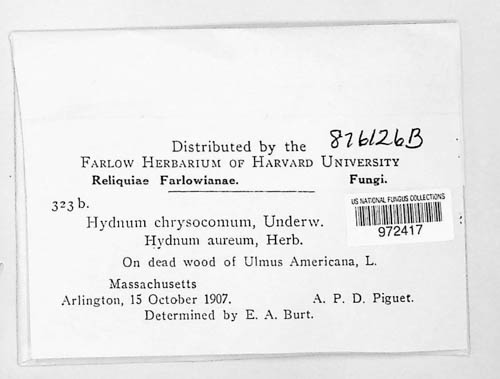 Distributed by the 876126B
FARLOW HERBARIUM OF HARVARD UNIVERSITY
Reliquiae Farlowianae. Fungi.
323 b.
US NATIONAL FUNGUS COLLECTIONS
972417
Hydnum chrysocomum, Underw.
Hydnum aureum, Herb.
On dead wood of Ulmus Americana, L.
Massachusetts
Arlington, 15 October 1907. A. P. D. Piguet.
Determined by E. A. Burt.